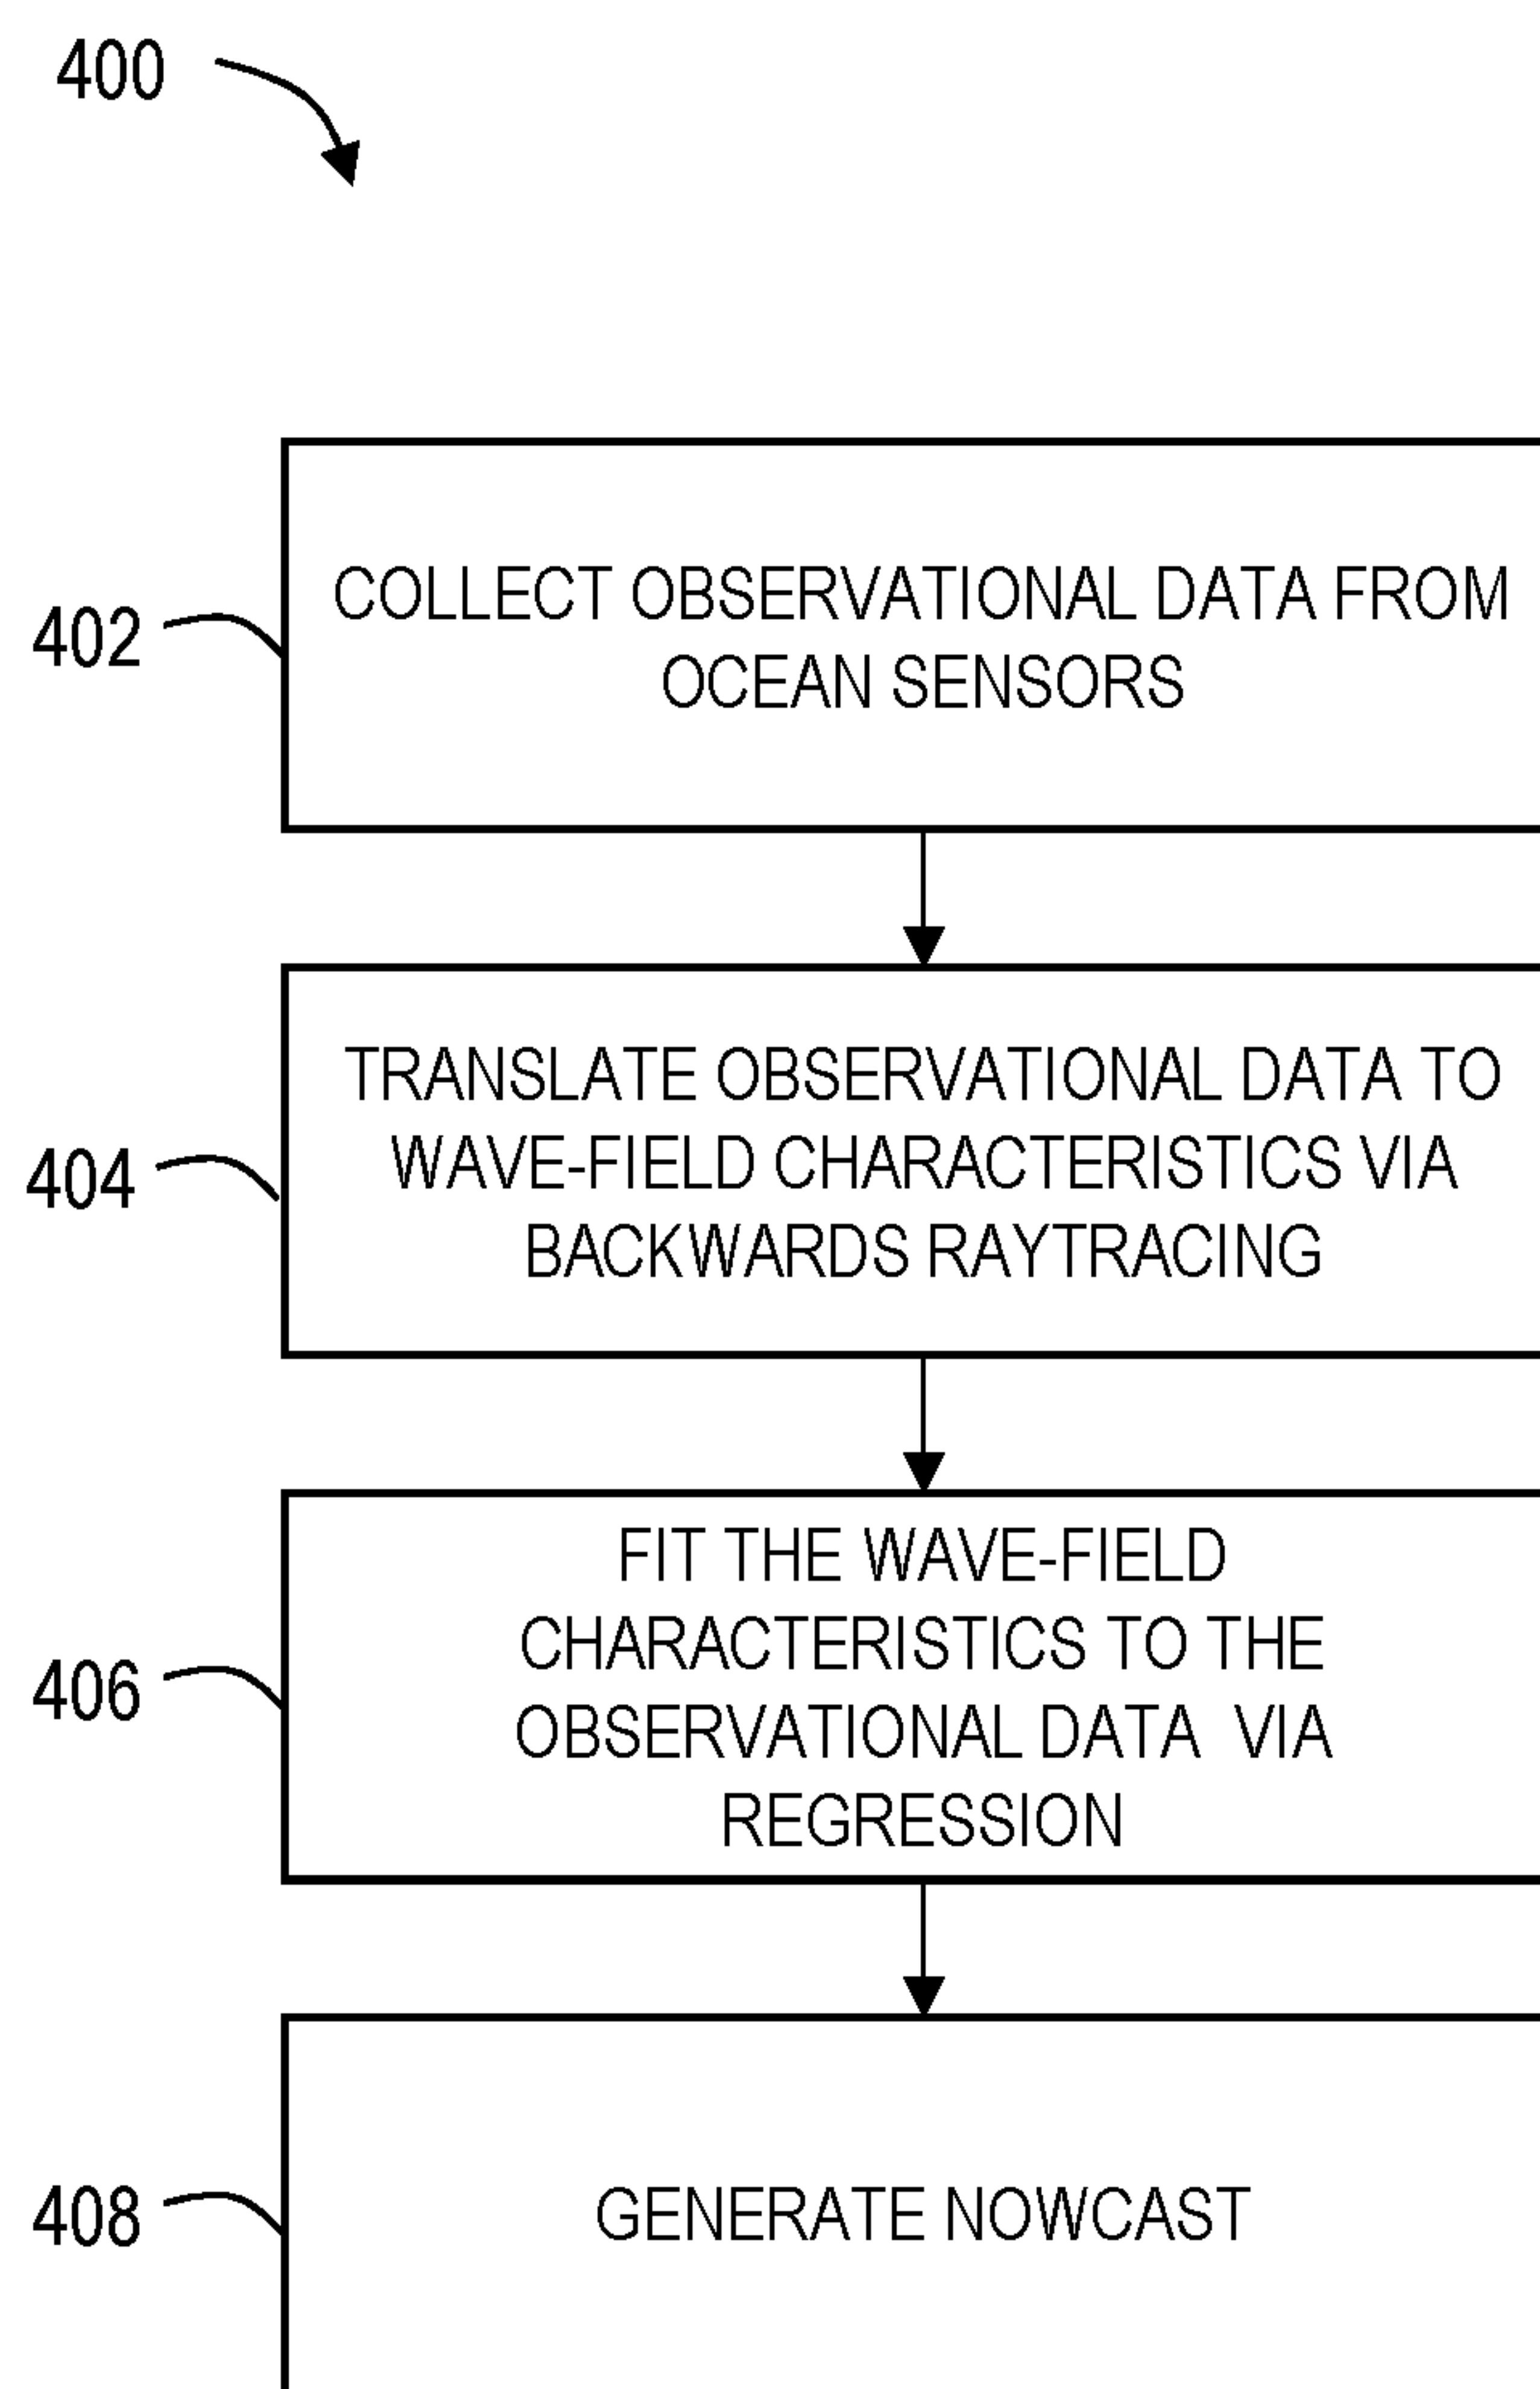 400
402
COLLECT OBSERVATIONAL DATA FROM
OCEAN SENSORS
404
TRANSLATE OBSERVATIONAL DATA TO
WAVE-FIELD CHARACTERISTICS VIA
BACKWARDS RAYTRACING
406
FIT THE WAVE-FIELD
CHARACTERISTICS TO THE
OBSERVATIONAL DATA VIA
REGRESSION
408
GENERATE NOWCAST